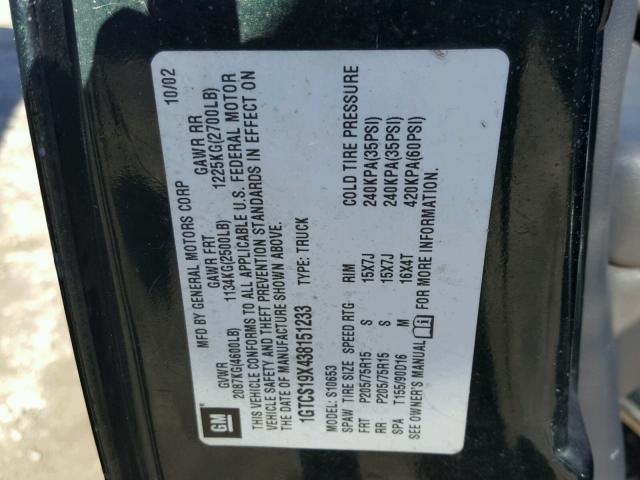 MFD BY GENERAL MOTORS CORP 10/02
GM
GVWR GAWR FRT GAWR RR
2087KG(4600LB) 1134KG(2500LB) 1225KG(2700LB)
THIS VEHICLE CONFORMS TO ALL APPLICABLE U.S. FEDERAL MOTOR
VEHICLE SAFETY AND THEFT PREVENTION STANDARDS IN EFFECT ON
THE DATE OF MANUFACTURE SHOWN ABOVE.
1GTCS19X438151233 TYPE: TRUCK
MODEL: S10653
SPAW TIRE SIZE SPEED RTG RIM COLD TIRE PRESSURE
FRT P205/75R15 S 15X7J 240KPA(35PSI)
RR P205/75R15 S 15X7J 240KPA(35PSI)
SPA T155/90D16 M 16X4T 420KPA(60PSI)
SEE OWNER'S MANUAL FOR MORE INFORMATION.